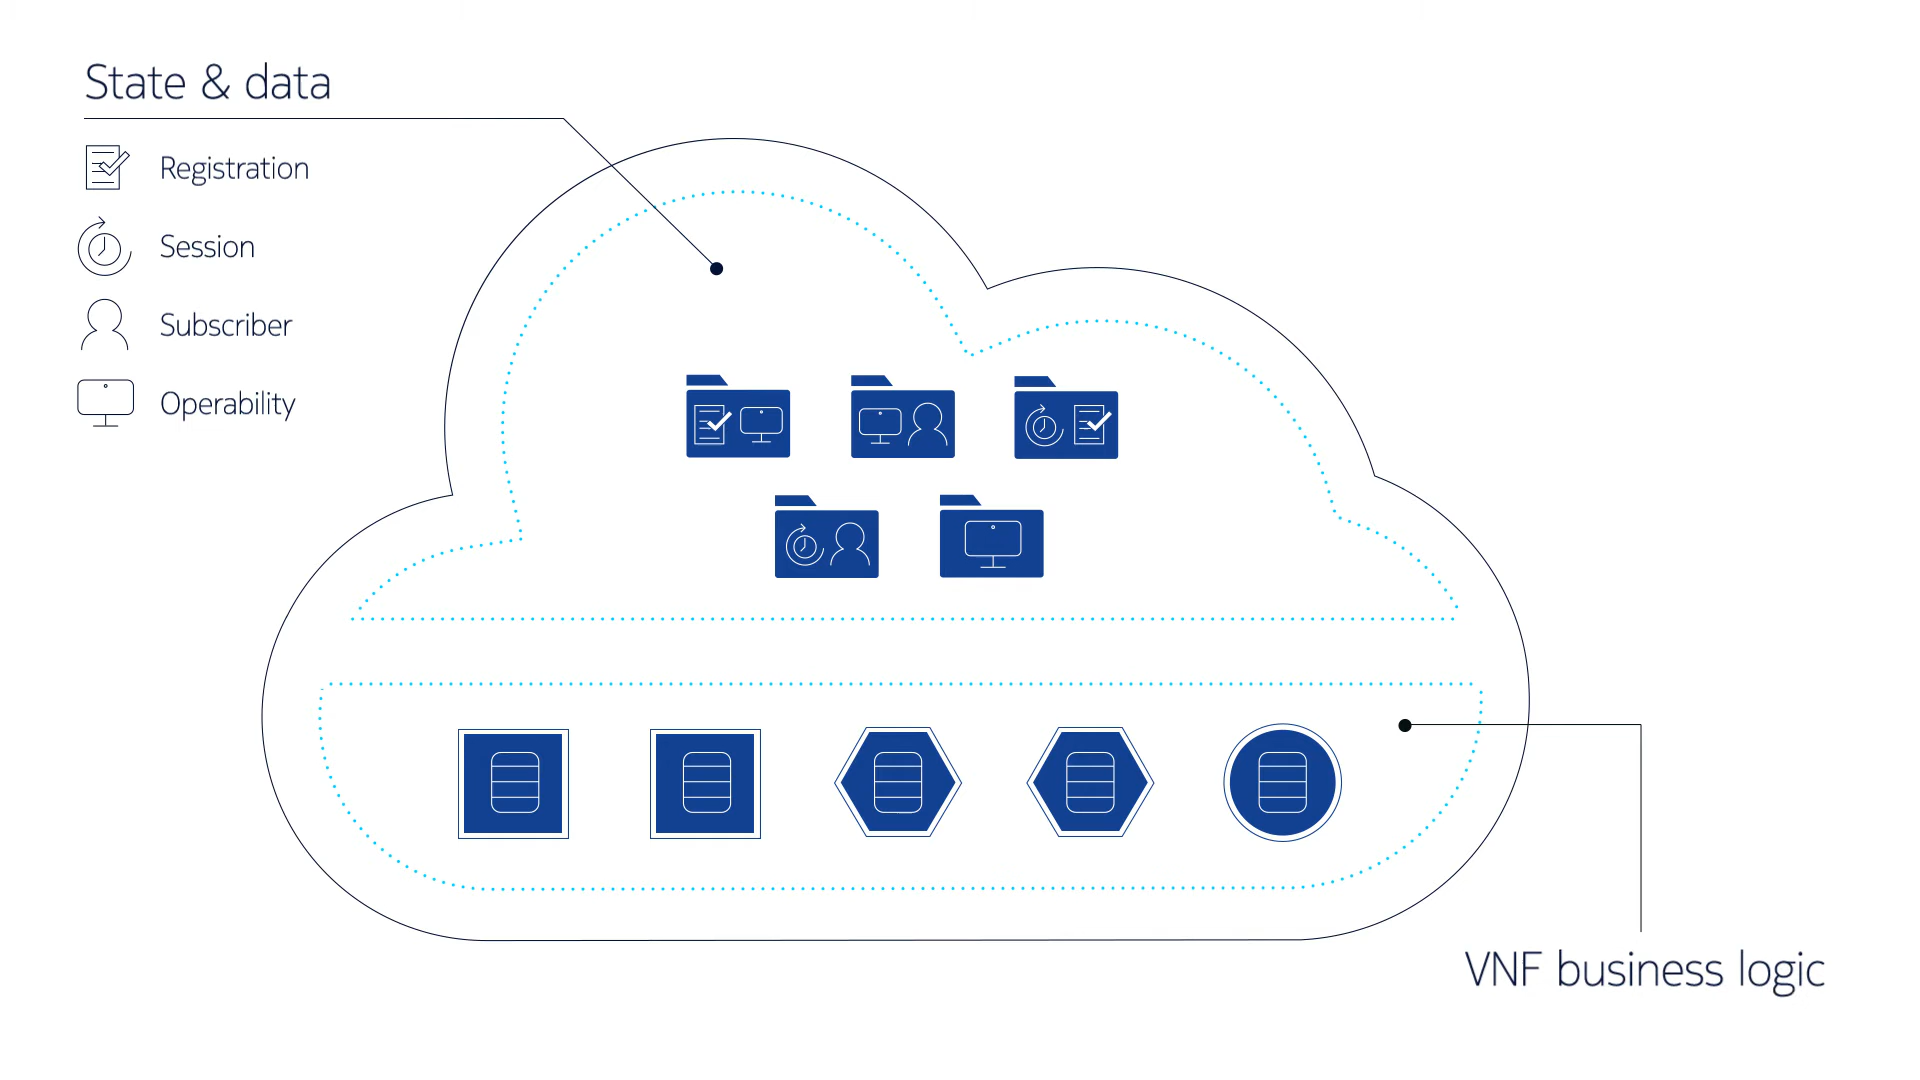 State & data
Registration
Session
Subscriber
Operability
VNF business logic